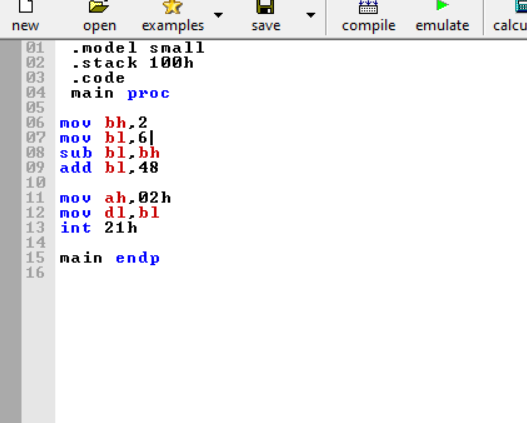 new open examples save compile emulate calcu
01 .model small
02 .stack 100h
03 .code
04 main proc
05
06 mov bh,2
07 mov bl,6
08 sub bl,bh
09 add bl,48
10
11 mov ah,02h
12 mov dl,bl
13 int 21h
14
15 main endp
16